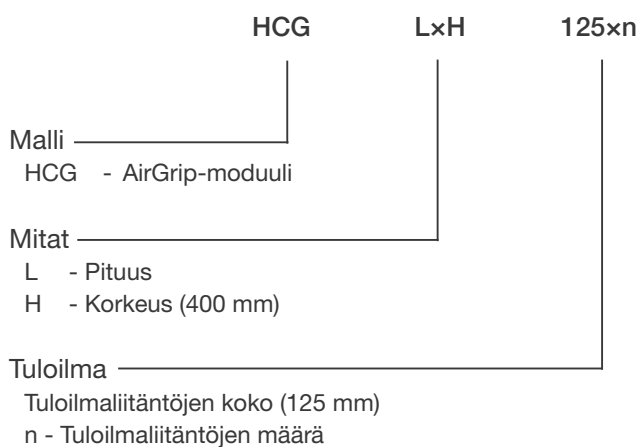 HCG L×H 125×n
Malli
HCG - AirGrip-moduuli
Mitat
L - Pituus
H - Korkeus (400 mm)
Tuloilma
Tuloilmaliitäntöjen koko (125 mm)
n - Tuloilmaliitäntöjen määrä